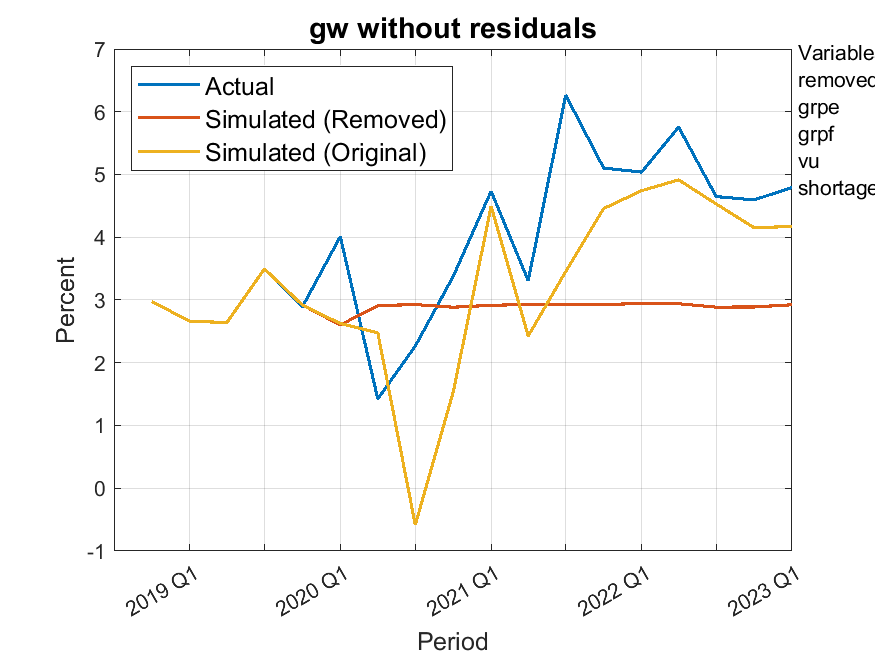 gw without residuals
7
6
5
4
3
2
1
0
-1
Percent
Actual
Simulated (Removed)
Simulated (Original)
Variable
removed
grpe
grpf
vu
shortage
2019 Q1
2020 Q1
2021 Q1
2022 Q1
2023 Q1
Period